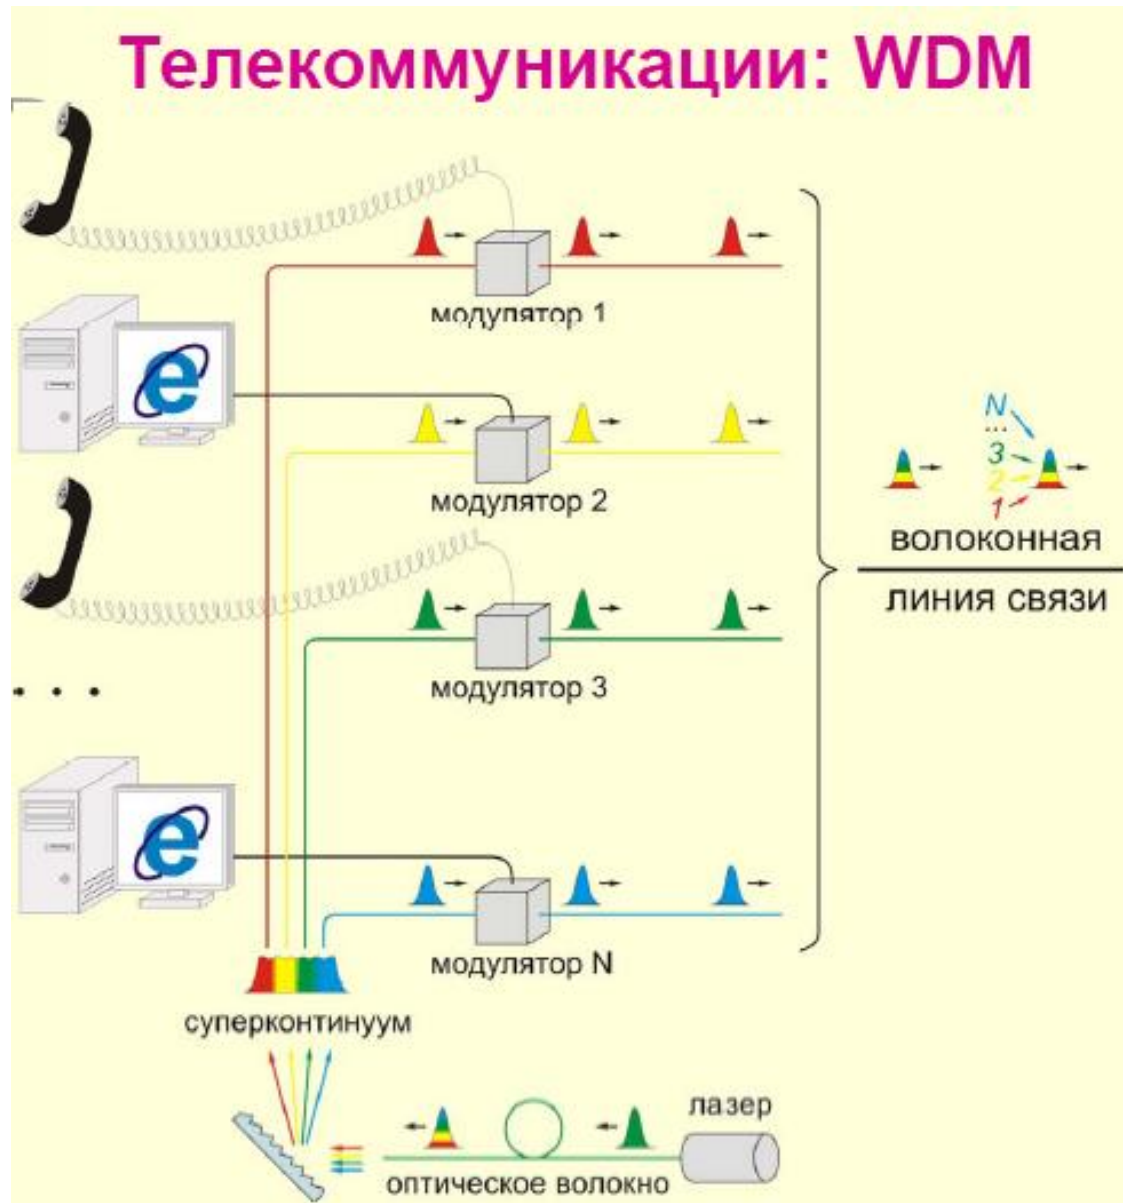 Телекоммуникации: WDM
модулятор 1
e
модулятор 2
N
...
3
2
1
волоконная
линия связи
модулятор 3
. . .
e
модулятор N
суперконтинуум
лазер
оптическое волокно